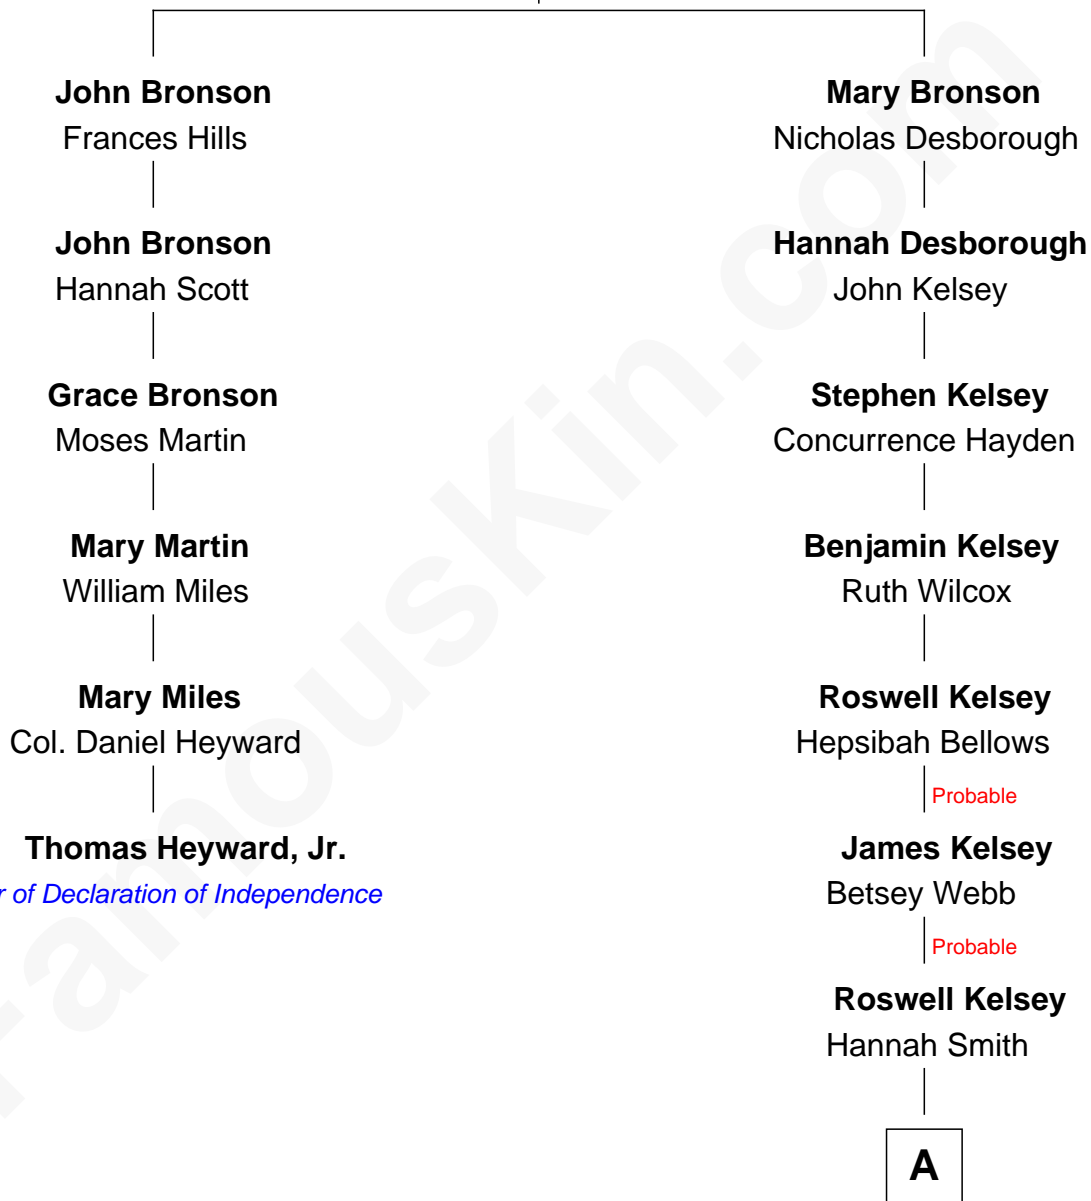 John Bronson
Frances Hills
John Bronson
Hannah Scott
Grace Bronson
Moses Martin
Mary Martin
William Miles
Mary Miles
Col. Daniel Heyward
Thomas Heyward, Jr.
of Declaration of Independence
Mary Bronson
Nicholas Desborough
Hannah Desborough
John Kelsey
Stephen Kelsey
Concurrence Hayden
Benjamin Kelsey
Ruth Wilcox
Roswell Kelsey
Hepsibah Bellows
Probable
James Kelsey
Betsey Webb
Probable
Roswell Kelsey
Hannah Smith
A
FamousKin.com